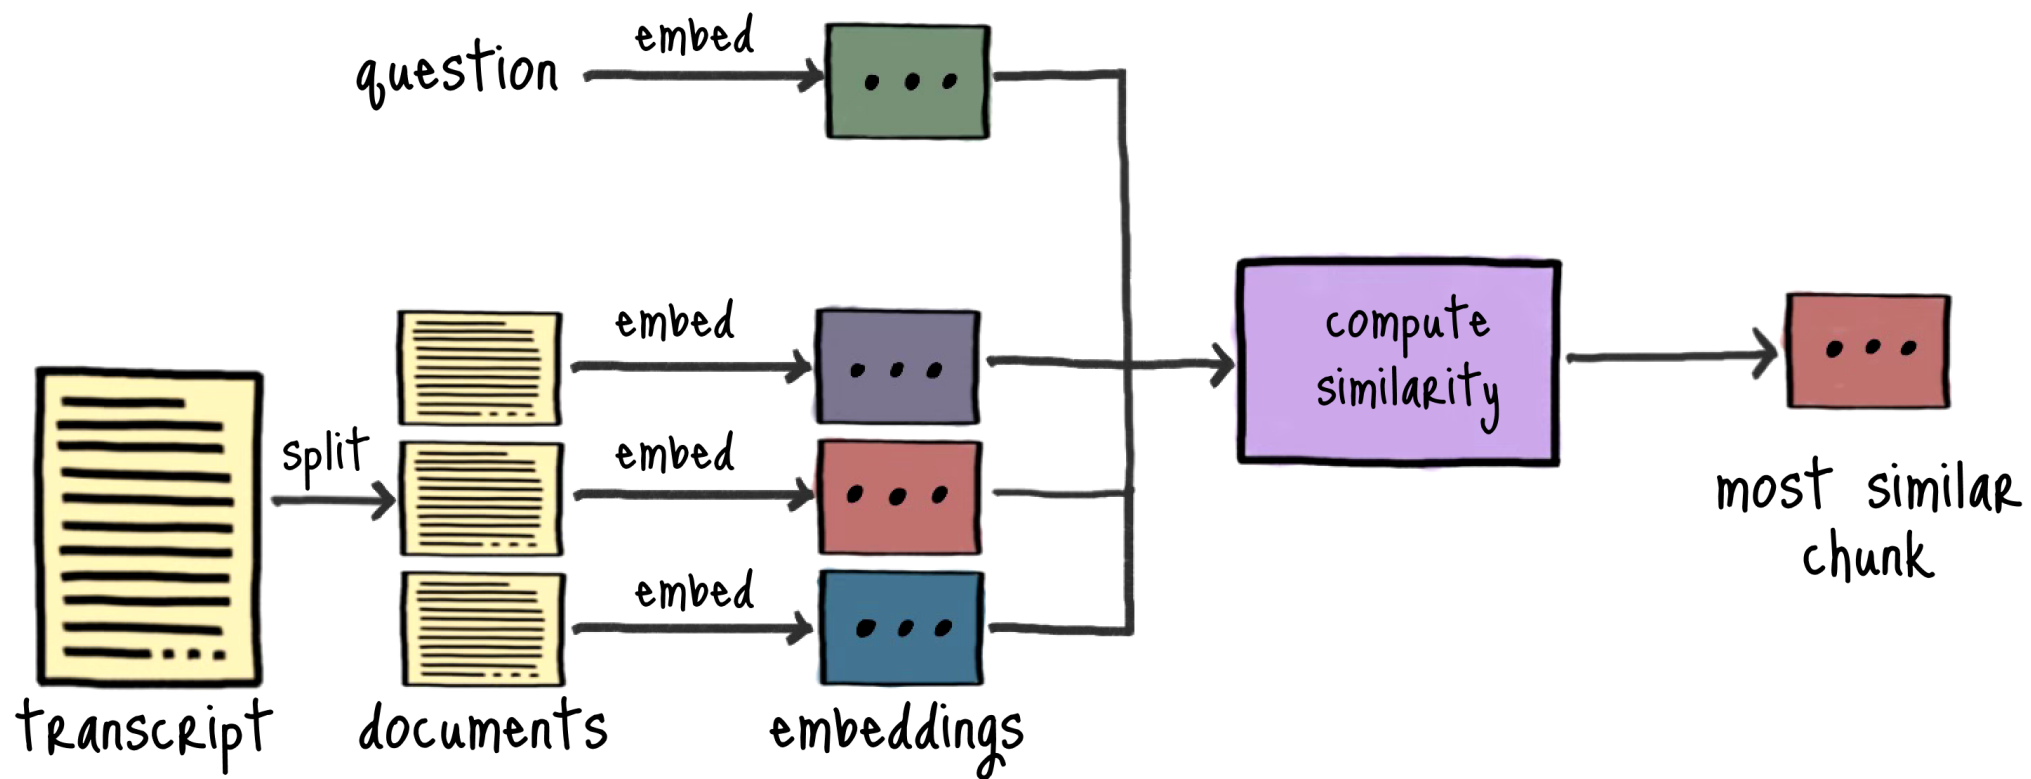 question
embed
embed
embed
embed
split
transcript
documents
embeddings
compute
similarity
most similar
chunk